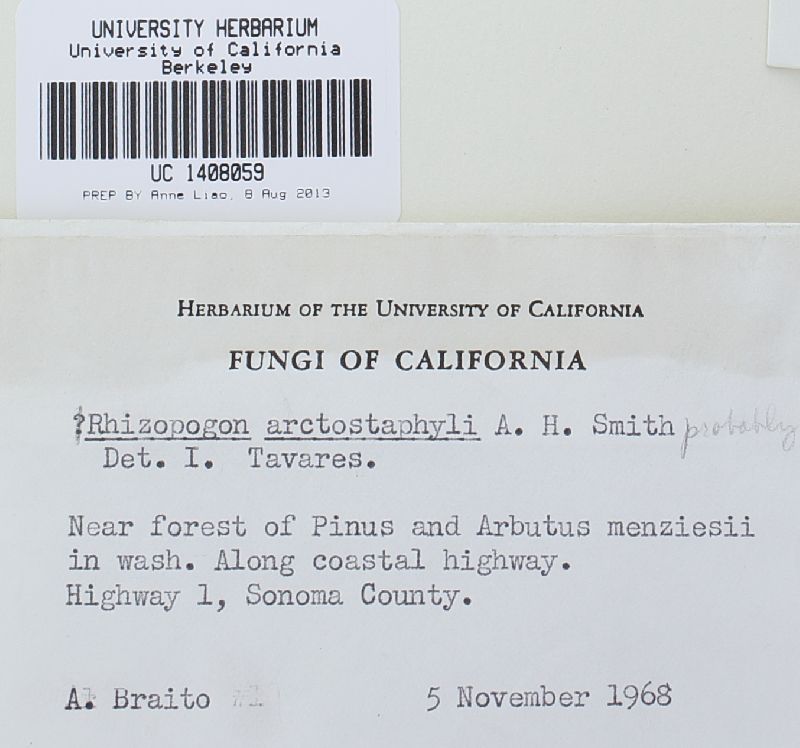 UNIVERSITY HERBARIUM
University of California
Berkeley
UC 1408059
PREP BY Anne Liao, 8 Aug 2013
HERBARIUM OF THE UNIVERSITY OF CALIFORNIA
FUNGI OF CALIFORNIA
?Rhizopogon arctostaphyli A. H. Smith probably
Det. I. Tavares.
Near forest of Pinus and Arbutus menziesii
in wash. Along coastal highway.
Highway 1, Sonoma County.
A. Braito #1 5 November 1968